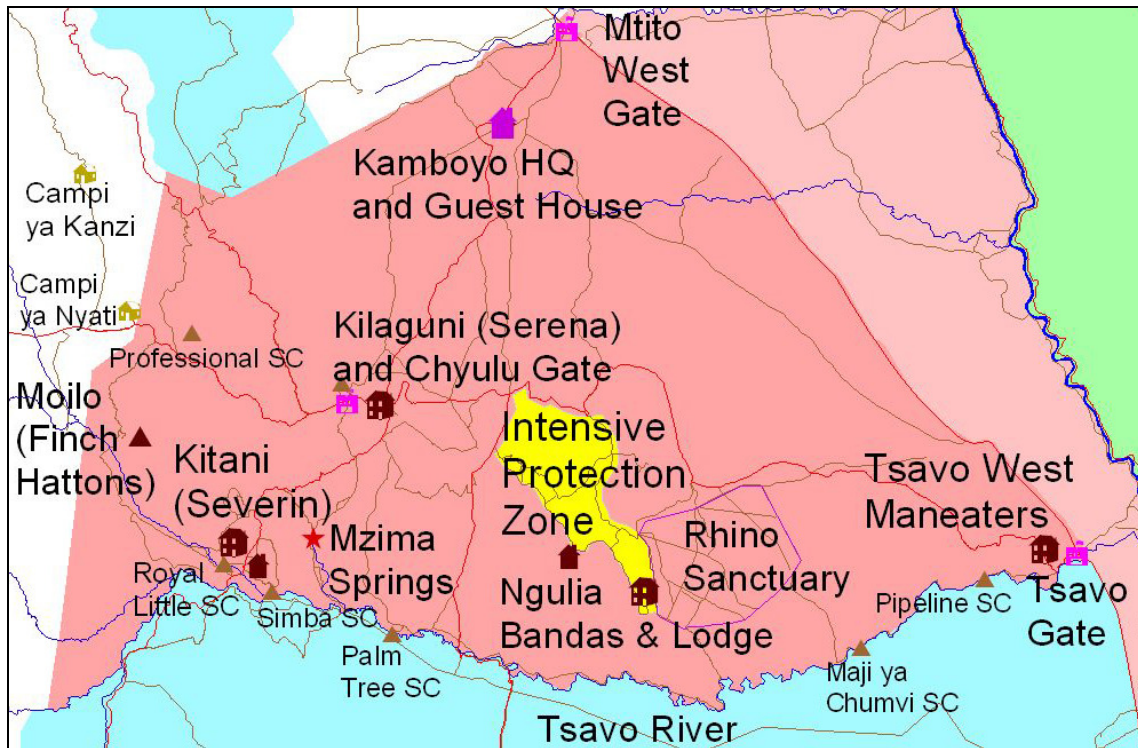 Mtito
West
Gate
Kamboyo HQ
and Guest House
Campi
ya Kanzi
Campi
ya Nyati
Professional SC
Kilaguni (Serena)
and Chyulu Gate
Moilo
(Finch
Hattons)
Kitani
(Severin)
Intensive
Protection
Zone
Tsavo West
Maneaters
Mzima
Springs
Rhino
Sanctuary
Royal
Little SC
Simba SC
Ngulia
Bandas & Lodge
Pipeline SC
Tsavo
Gate
Palm
Tree SC
Maji ya
Chumvi SC
Tsavo River